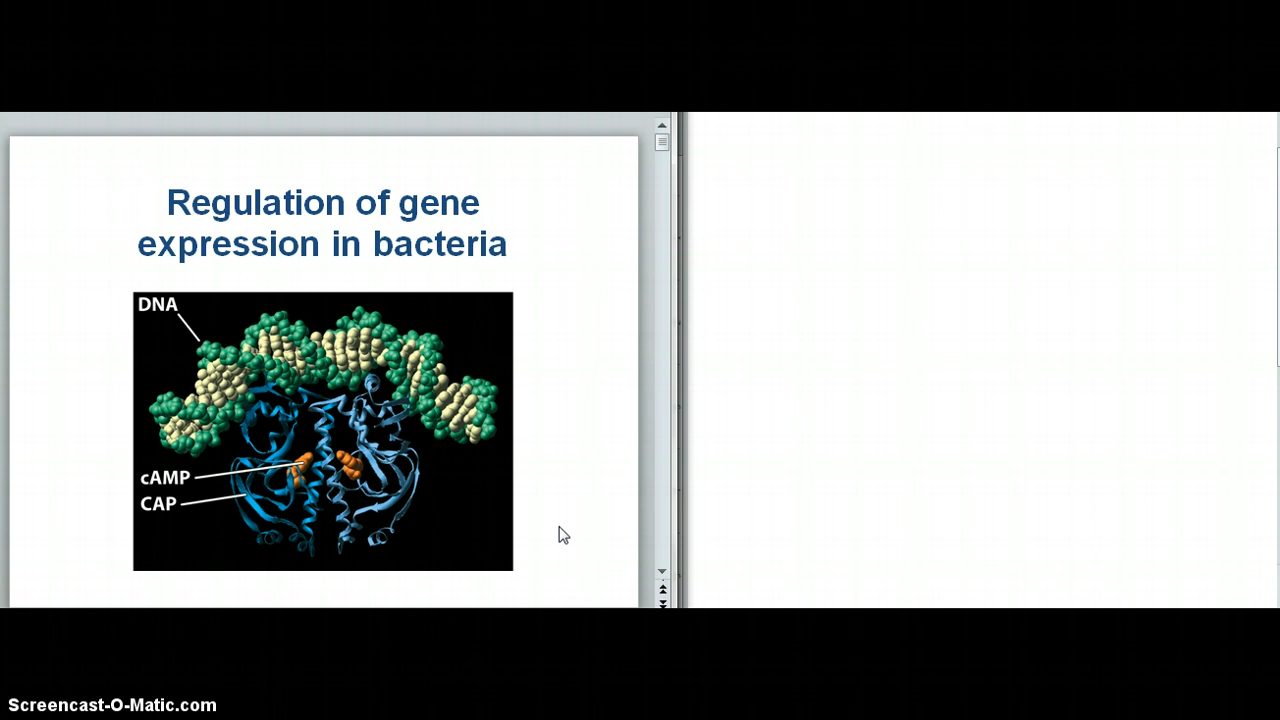 Regulation of gene
expression in bacteria
DNA
cAMP
CAP
Screencast-O-Matic.com